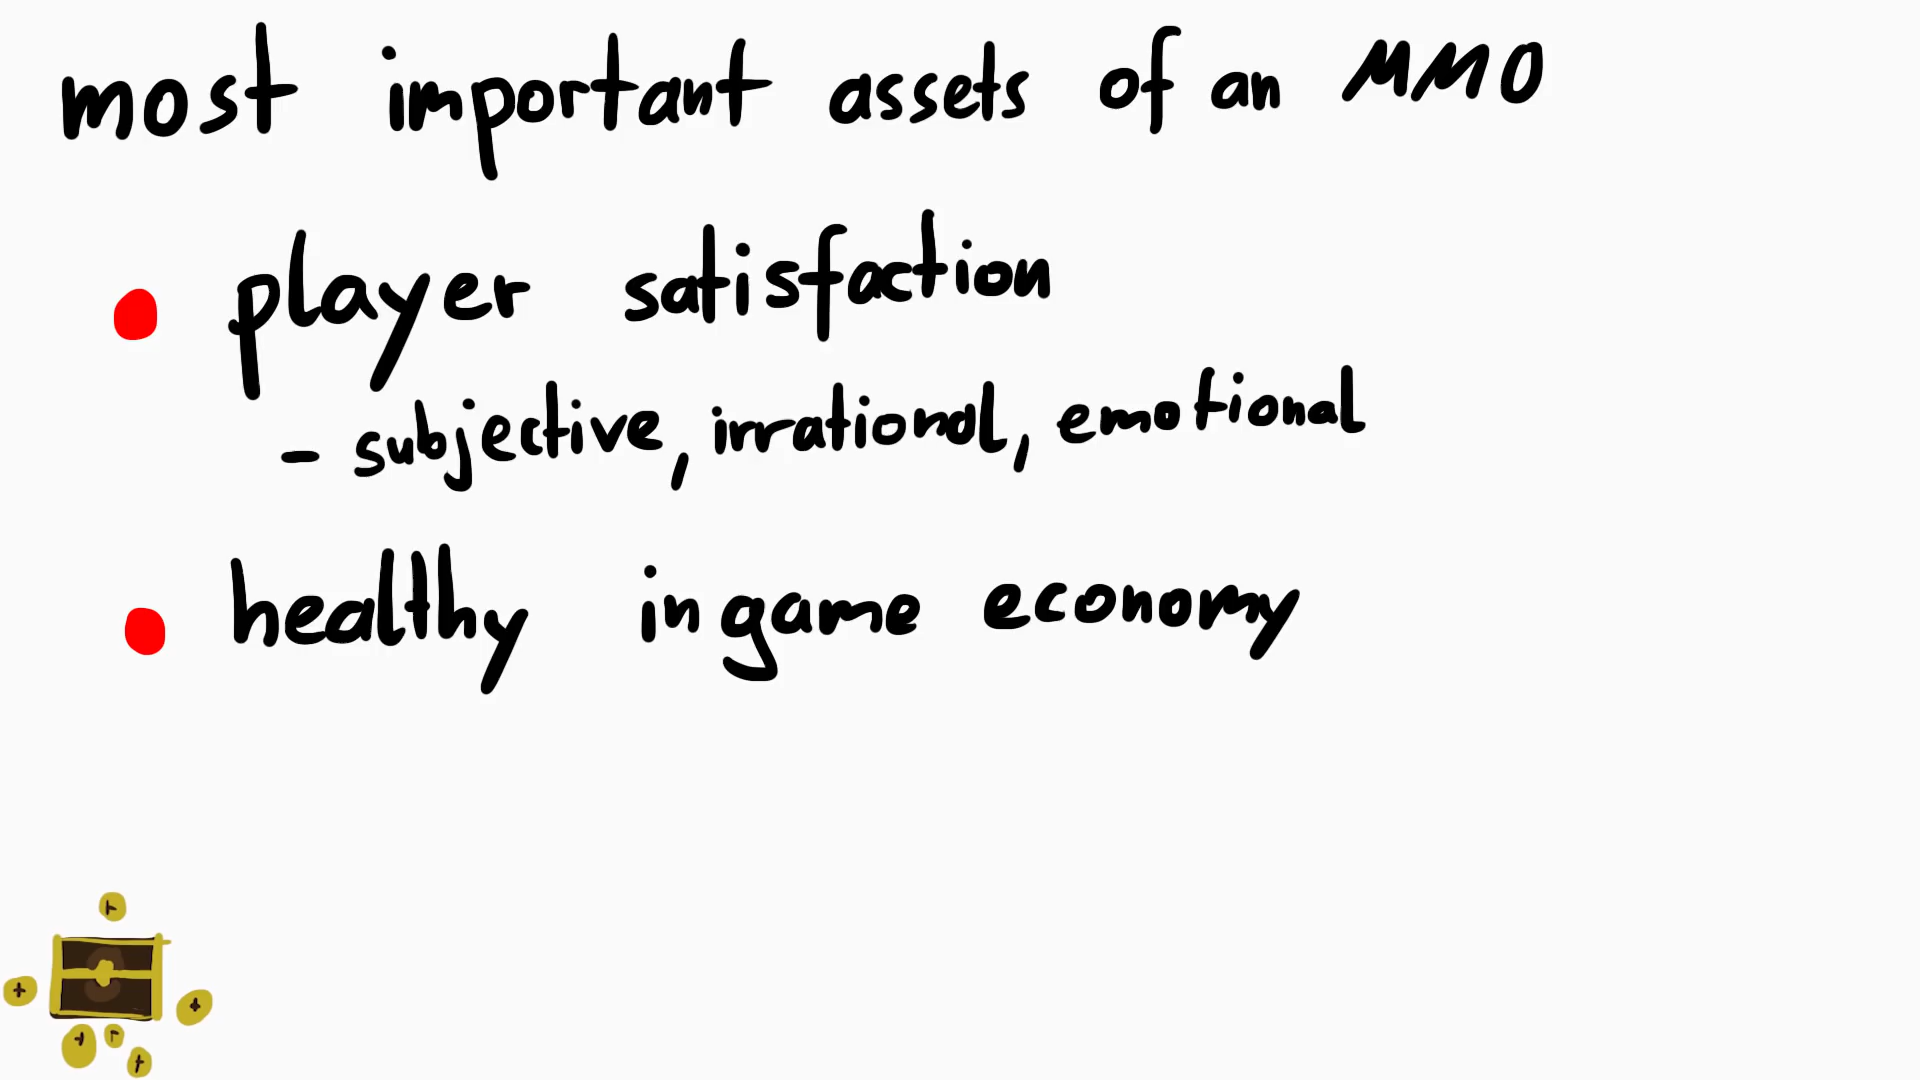 most important assets of an MMO
player satisfaction
- subjective, irrational, emotional
healthy ingame economy